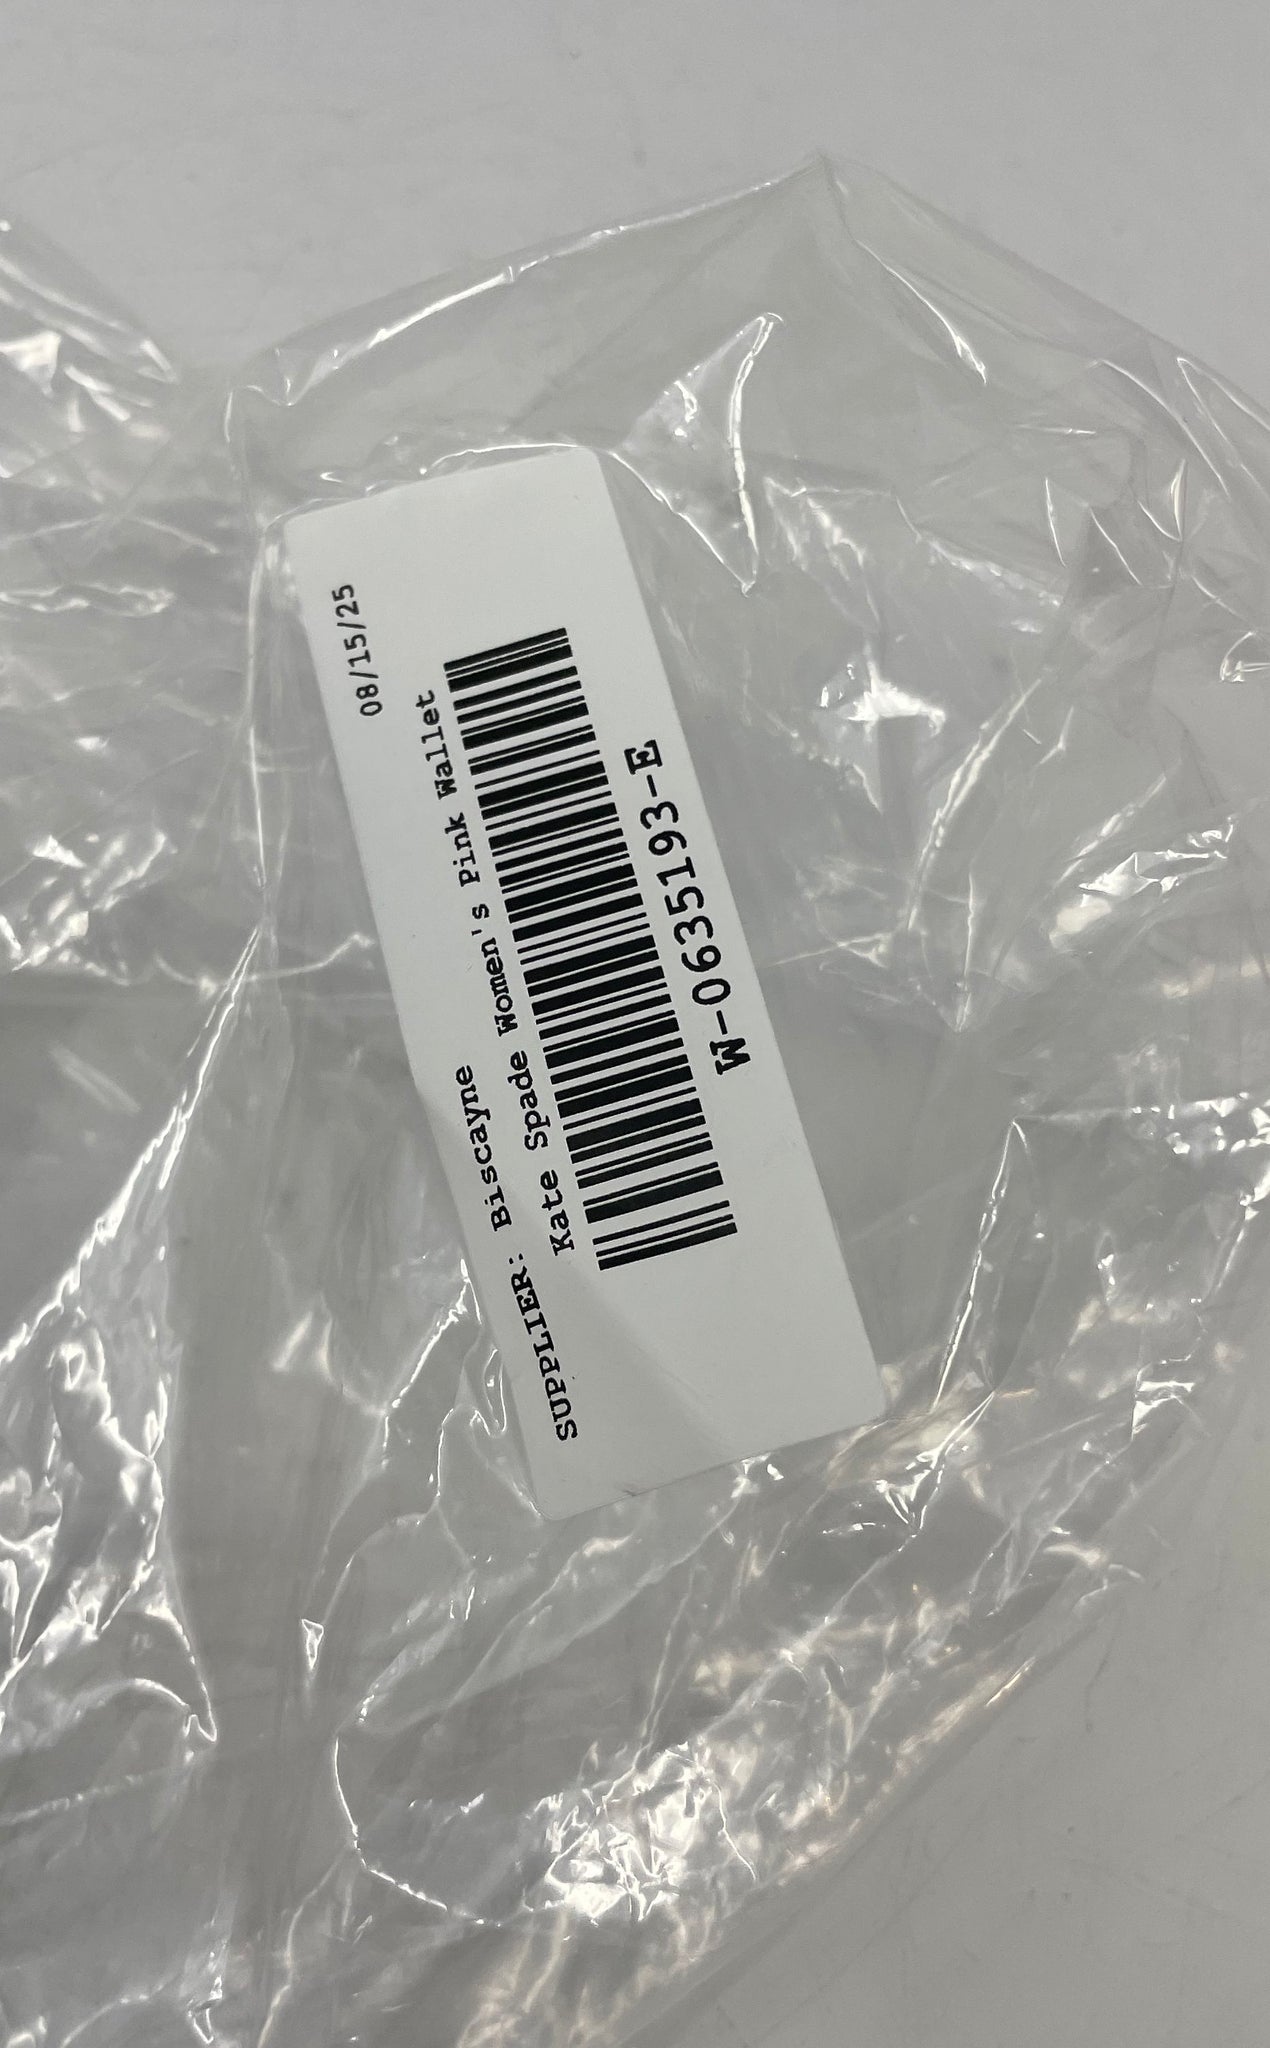 08/15/25
SUPPLIER: Biscayne
Kate Spade Women's Pink Wallet
W-0635193-E